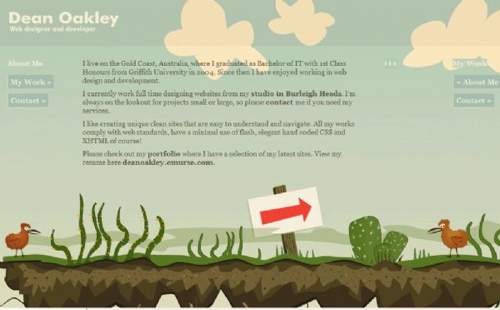 Dean Oakley
Web designer and developer
About Me
My Work »
Contact »
I live on the Gold Coast, Australia, where I graduated as Bachelor of IT with 1st Class
Honours from Griffith University in 2004. Since then I have enjoyed working in web
design and development.
I currently work full time designing websites from my studio in Burleigh Heads. I'm
always on the lookout for projects small or large, so please contact me if you need my
services.
I like creating unique clean sites that are easy to understand and navigate. All my works
comply with web standards, have a minimal use of flash, elegant hand coded CSS and
XHTML of course!
Please check out my portfolio where I have a selection of my latest sites. View my
resume here deanoakley.emurse.com.
My Work
« About Me
Contact »